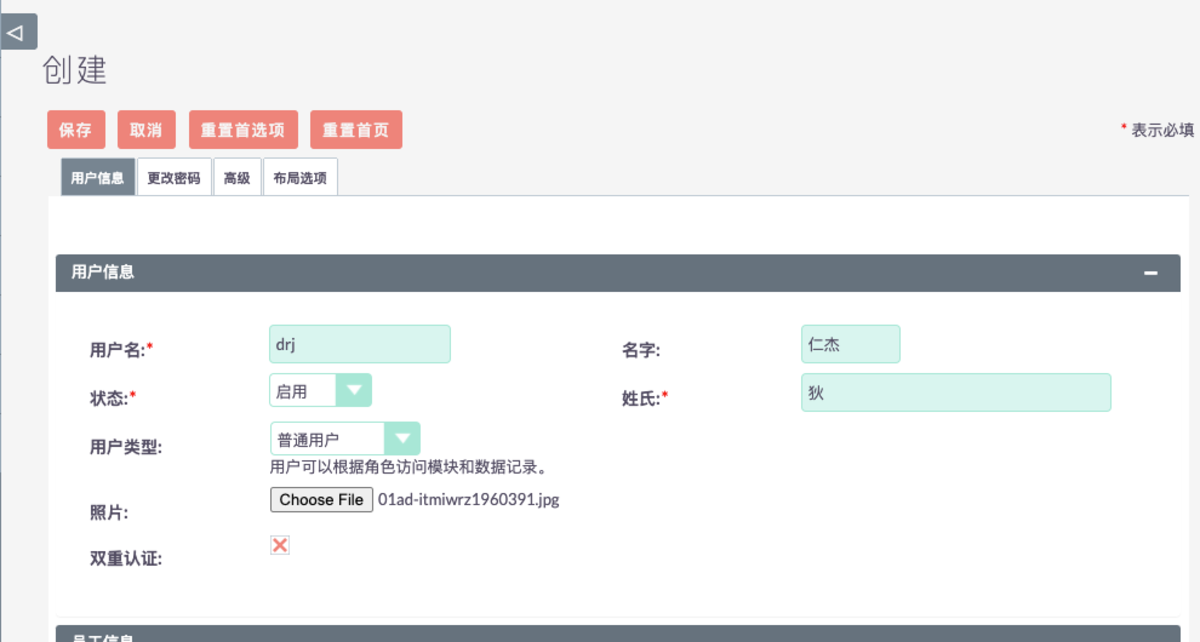 创建
保存 取消 重置首选项 重置首页 * 表示必填
用户信息 更改密码 高级 布局选项
用户信息
用户名:* drj 名字: 仁杰
状态:* 启用 姓氏:* 狄
用户类型: 普通用户
用户可以根据角色访问模块和数据记录。
照片: Choose File 01ad-itmiwrz1960391.jpg
双重认证:
员工信息